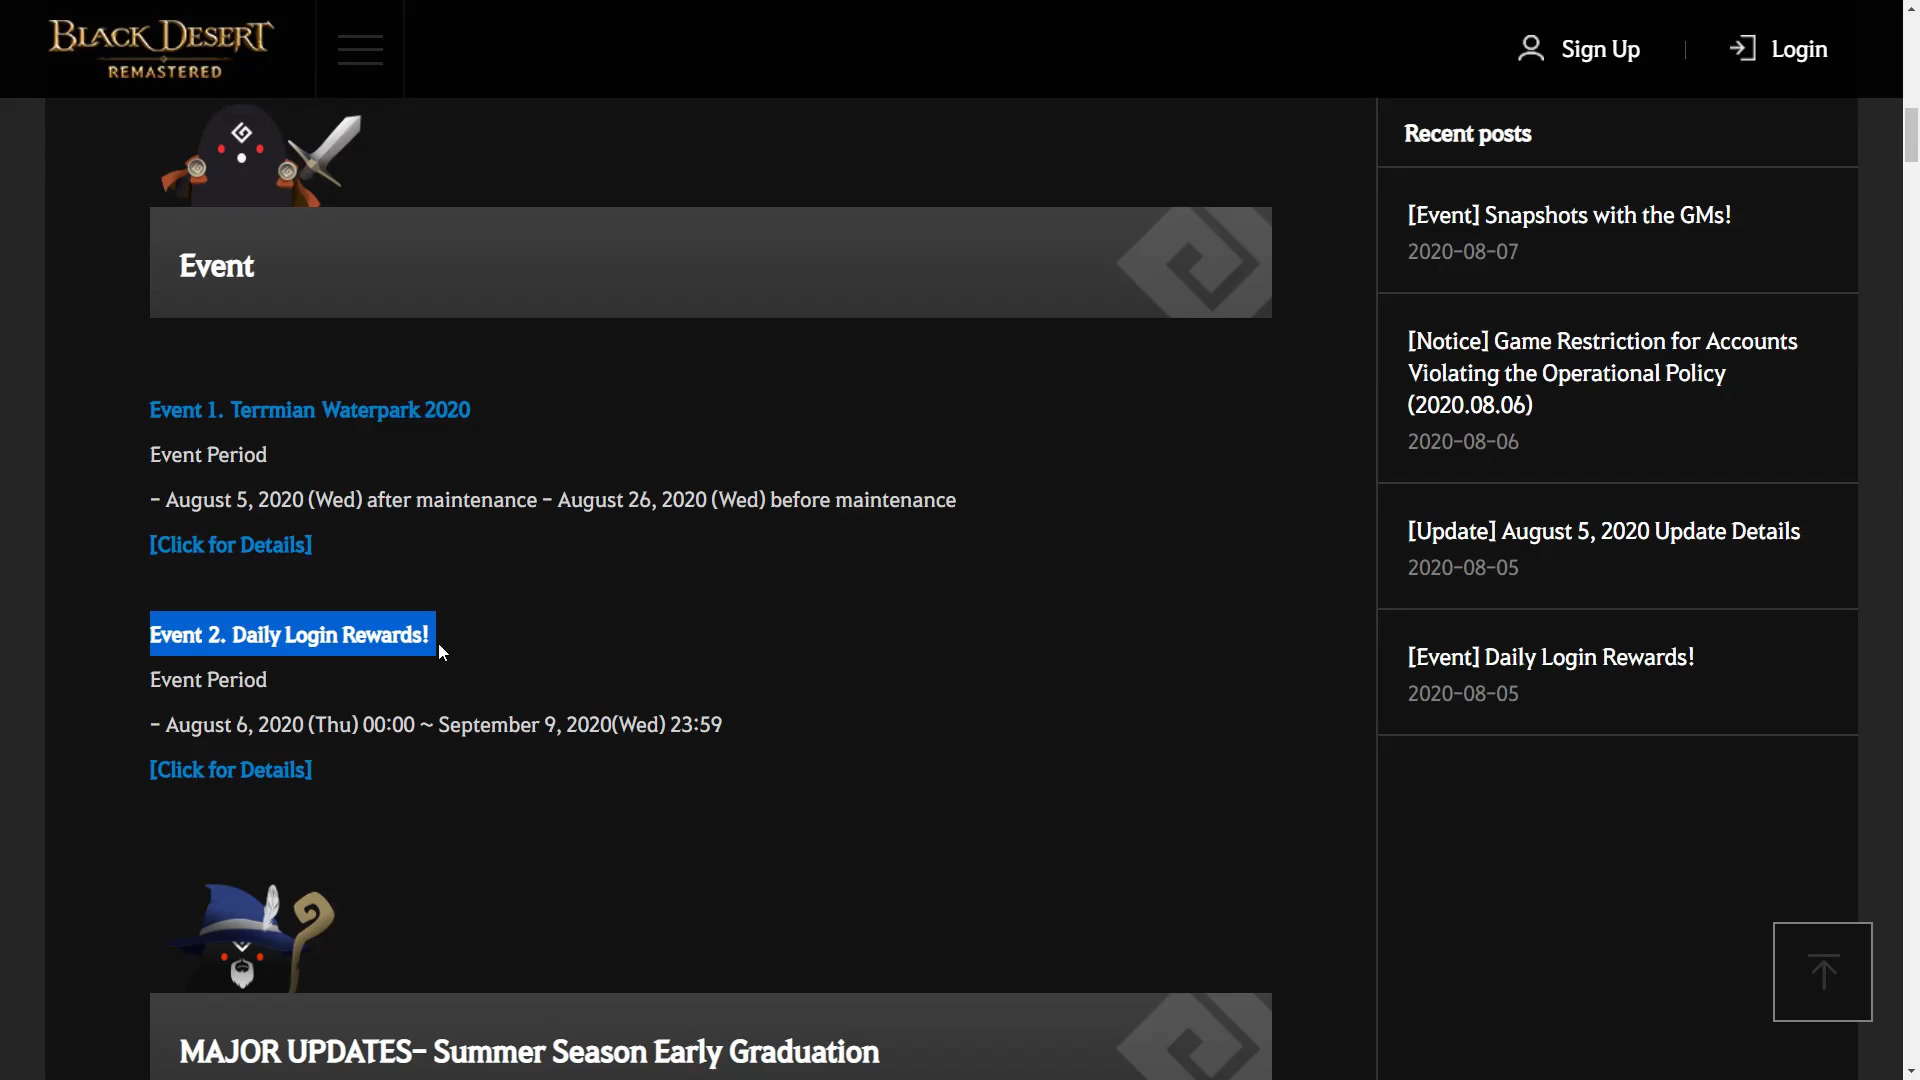 BLACK DESERT
REMASTERED
Sign Up
Login
Event
Event 1. Terrmian Waterpark 2020
Event Period
- August 5, 2020 (Wed) after maintenance - August 26, 2020 (Wed) before maintenance
[Click for Details]
Event 2. Daily Login Rewards!
Event Period
- August 6, 2020 (Thu) 00:00 ~ September 9, 2020(Wed) 23:59
[Click for Details]
MAJOR UPDATES- Summer Season Early Graduation
Recent posts
[Event] Snapshots with the GMs!
2020-08-07
[Notice] Game Restriction for Accounts
Violating the Operational Policy
(2020.08.06)
2020-08-06
[Update] August 5, 2020 Update Details
2020-08-05
[Event] Daily Login Rewards!
2020-08-05